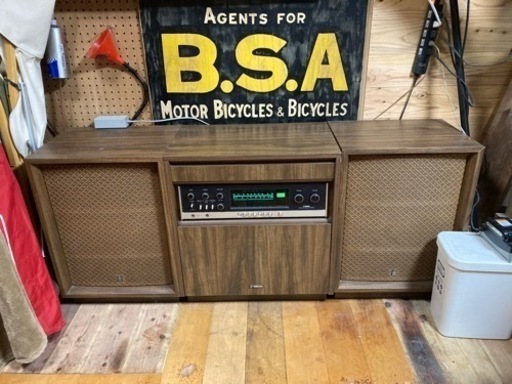 AGENTS FOR
B.S.A
MOTOR BICYCLES & BICYCLES